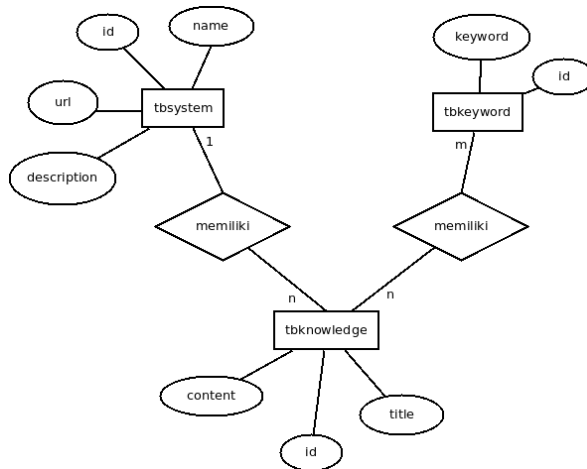 name
id
keyword
id
url
tbsystem
tbkeyword
1
m
description
memiliki
memiliki
n
n
tbknowledge
content
title
id